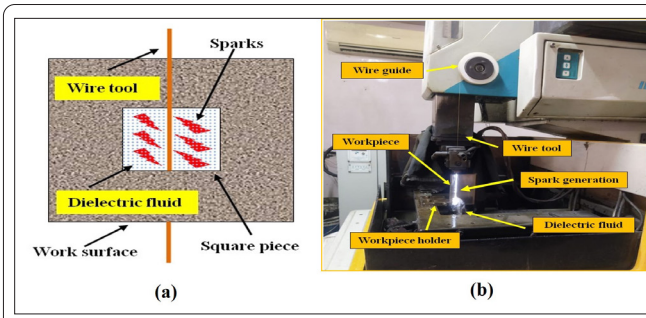 Sparks
Wire tool
Dielectric fluid
Work surface
Square piece
(a)
(b)
Wire guide
Wire tool
Workpiece
Spark generation
Dielectric fluid
Workpiece holder